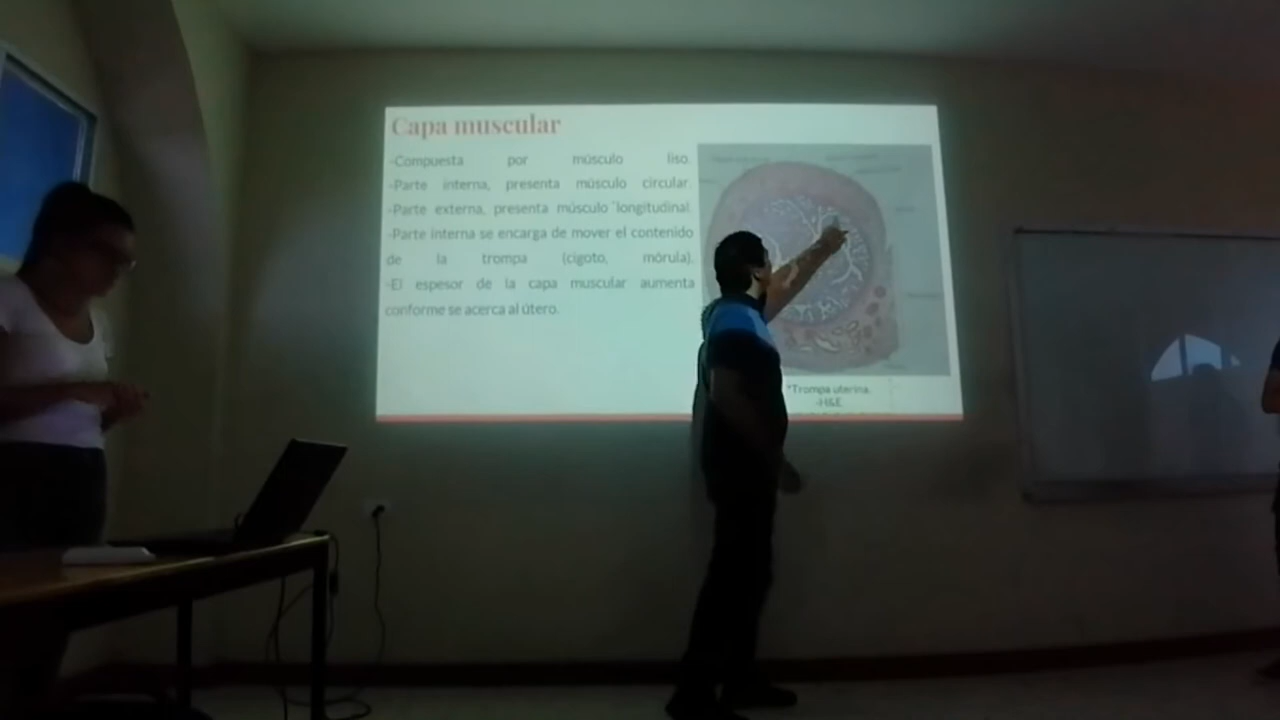 Capa muscular
-Compuesta por músculo liso.
-Parte interna, presenta músculo circular.
-Parte externa, presenta músculo longitudinal.
-Parte interna se encarga de mover el contenido
de la trompa (cigoto, mórula).
-El espesor de la capa muscular aumenta
conforme se acerca al útero.
*Trompa uterina.
-H&E